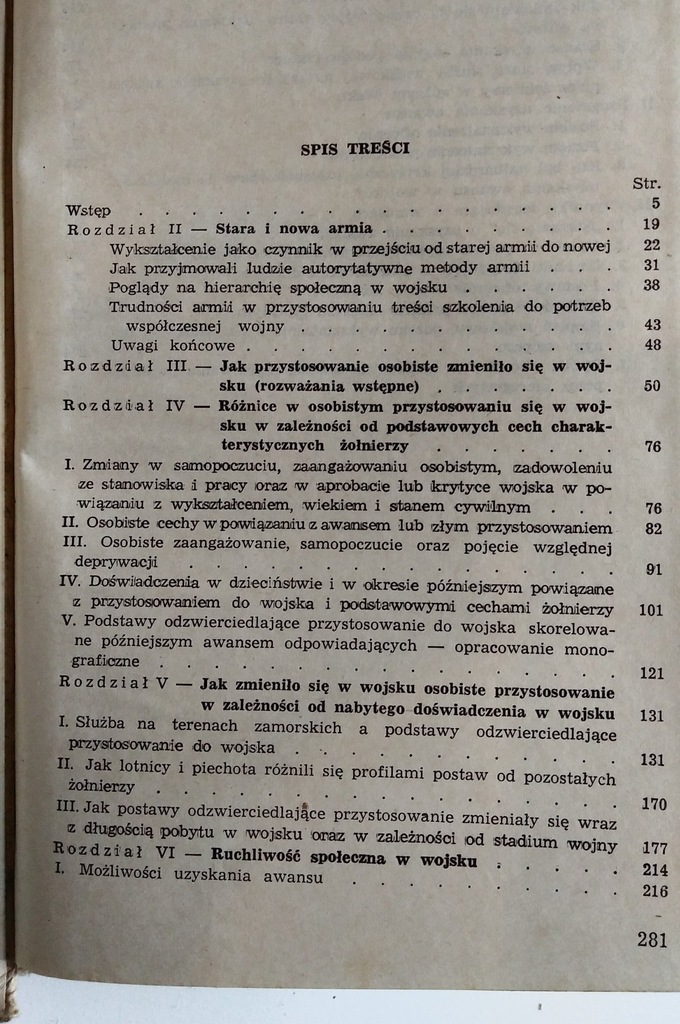 SPIS TREŚCI
Str.
Wstęp . . . . . . . . . . . . . . . . . . 5
Rozdział II — Stara i nowa armia . . . . . . . . . 19
Wykształcenie jako czynnik w przejściu od starej armii do nowej 22
Jak przyjmowali ludzie autorytatywne metody armii . . . 31
Poglądy na hierarchię społeczną w wojsku . . . . . . 38
Trudności armii w przystosowaniu treści szkolenia do potrzeb
współczesnej wojny . . . . . . . . . . . . 43
Uwagi końcowe . . . . . . . . . . . . . . 48
Rozdział III — Jak przystosowanie osobiste zmieniło się w woj-
sku (rozważania wstępne) . . . . . . . 50
Rozdział IV — Różnice w osobistym przystosowaniu się w woj-
sku w zależności od podstawowych cech charak-
terystycznych żołnierzy . . . . . . . 76
I. Zmiany w samopoczuciu, zaangażowaniu osobistym, zadowoleniu
ze stanowiska i pracy oraz w aprobacie lub krytyce wojska w po-
wiązaniu z wykształceniem, wiekiem i stanem cywilnym . . . 76
II. Osobiste cechy w powiązaniu z awansem lub złym przystosowaniem 82
III. Osobiste zaangażowanie, samopoczucie oraz pojęcie względnej
deprywacji . . . . . . . . . . . . . . . . 91
IV. Doświadczenia w dzieciństwie i w okresie późniejszym powiązane
z przystosowaniem do wojska i podstawowymi cechami żołnierzy 101
V. Podstawy odzwierciedlające przystosowanie do wojska skorelowa-
ne późniejszym awansem odpowiadających — opracowanie mono-
graficzne . . . . . . . . . . . . . . . . . 121
Rozdział V — Jak zmieniło się w wojsku osobiste przystosowanie
w zależności od nabytego doświadczenia w wojsku 131
I. Służba na terenach zamorskich a podstawy odzwierciedlające
przystosowanie do wojska . . . . . . . . . . . . 131
II. Jak lotnicy i piechota różnili się profilami postaw od pozostałych
żołnierzy . . . . . . . . . . . . . . . . . 170
III. Jak postawy odzwierciedlające przystosowanie zmieniały się wraz
z długością pobytu w wojsku oraz w zależności od stadium wojny 177
Rozdział VI — Ruchliwość społeczna w wojsku . . . . . 214
I. Możliwości uzyskania awansu . . . . . . . . . . 216
281